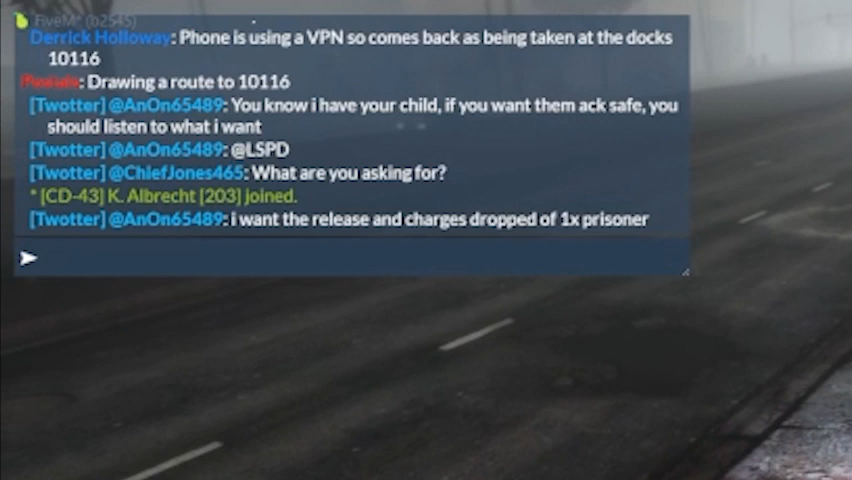 FiveM* (b2545)
Derrick Holloway: Phone is using a VPN so comes back as being taken at the docks
10116
Postals: Drawing a route to 10116
[Twotter] @AnOn65489: You know i have your child, if you want them ack safe, you
should listen to what i want
[Twotter] @AnOn65489: @LSPD
[Twotter] @ChiefJones465: What are you asking for?
* [CD-43] K. Albrecht [203] joined.
[Twotter] @AnOn65489: i want the release and charges dropped of 1x prisoner